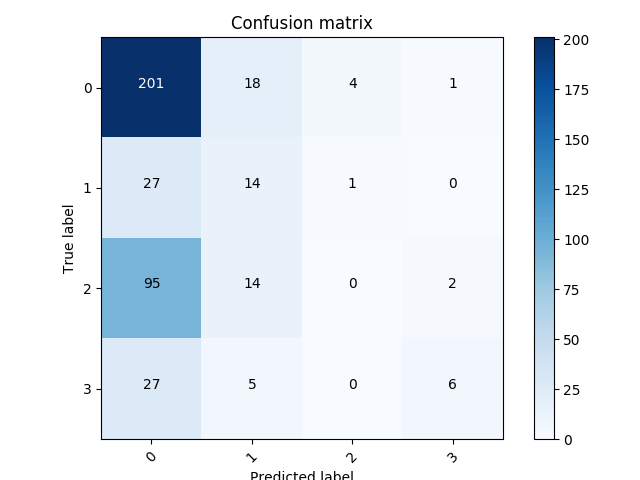 Confusion matrix
0 201 18 4 1
1 27 14 1 0
2 95 14 0 2
3 27 5 0 6
0 1 2 3
True label
Predicted label
200
175
150
125
100
75
50
25
0